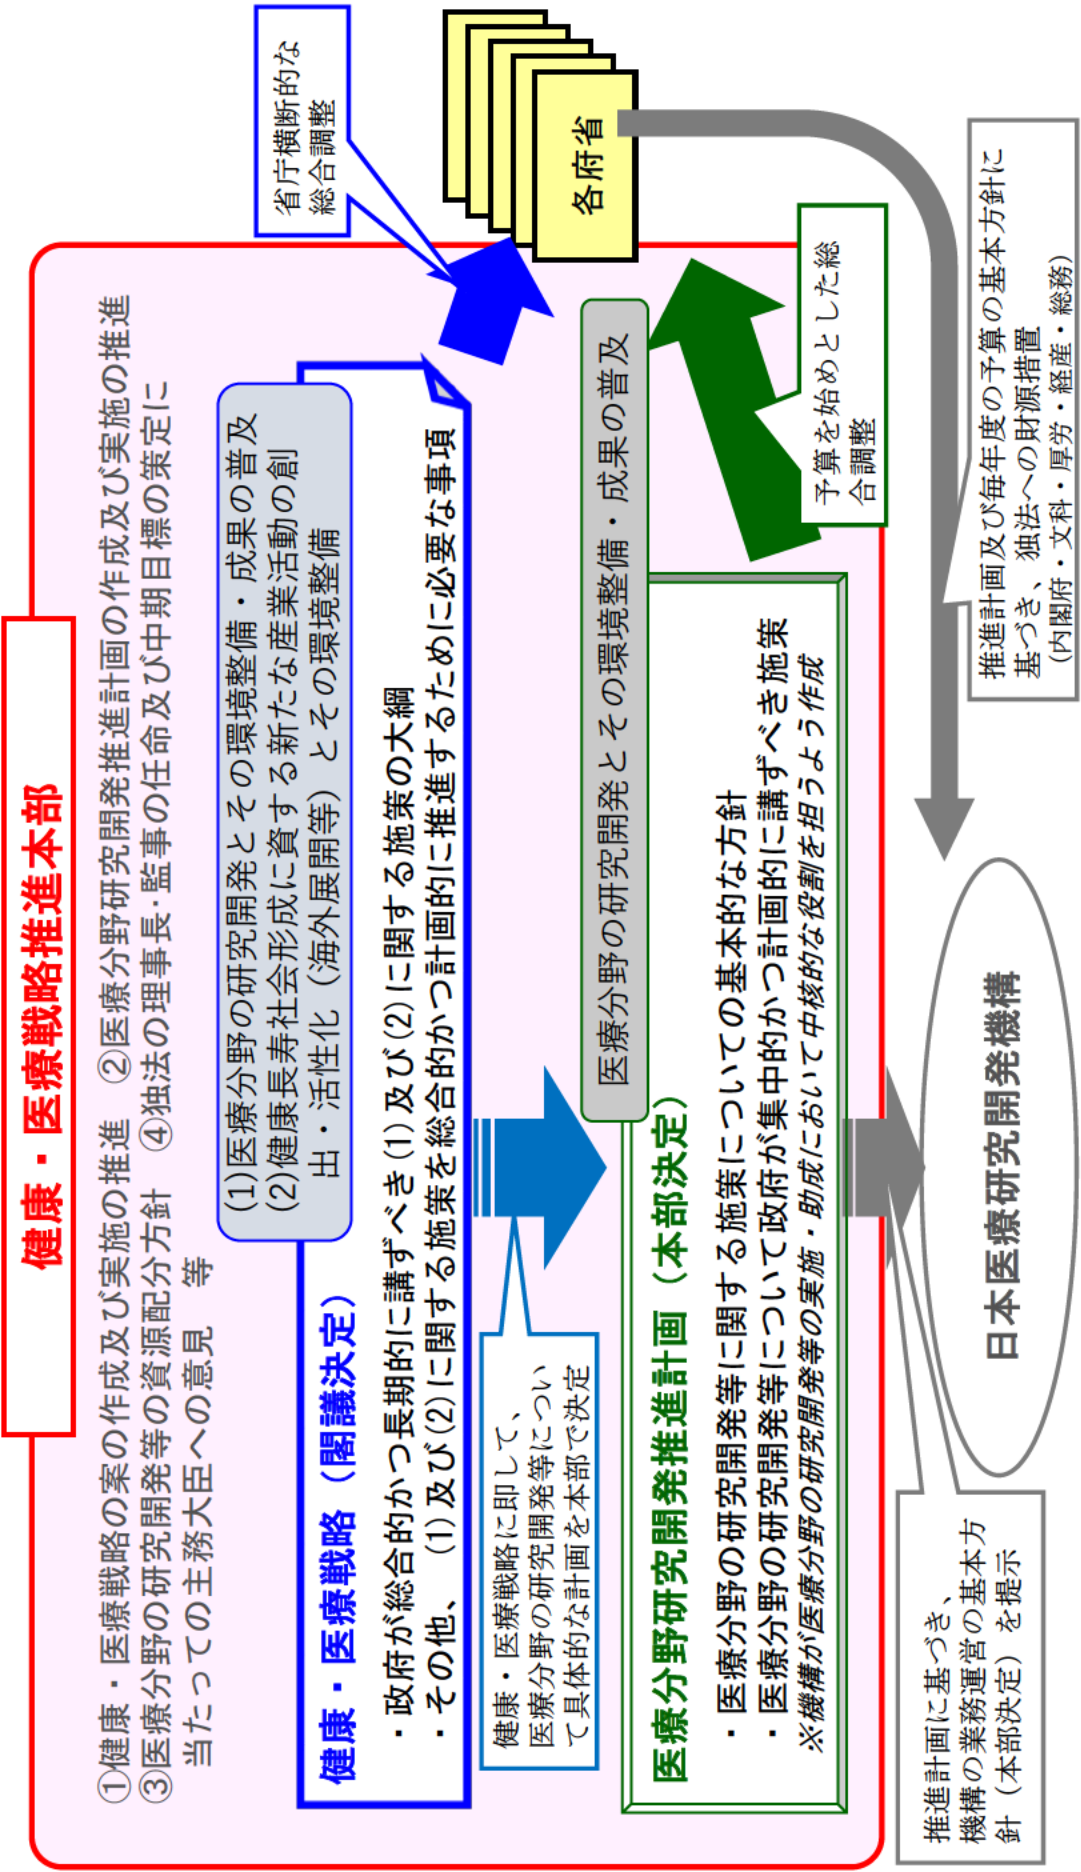 健康・医療戦略推進本部
①健康・医療戦略の案の作成及び実施の推進　②医療分野研究開発推進計画の作成及び実施の推進
③医療分野の研究開発等の資源配分方針　④独法の理事長・監事の任命及び中期目標の策定に
当たっての主務大臣への意見　等
(1)医療分野の研究開発とその環境整備・成果の普及
(2)健康長寿社会形成に資する新たな産業活動の創
出・活性化（海外展開等）とその環境整備
健康・医療戦略（閣議決定）
・政府が総合的かつ長期的に講ずべき(1)及び(2)に関する施策の大綱
・その他、(1)及び(2)に関する施策を総合的かつ計画的に推進するために必要な事項
省庁横断的な
総合調整
各府省
健康・医療戦略に即して、
医療分野の研究開発等につい
て具体的な計画を本部で決定
医療分野の研究開発とその環境整備・成果の普及
医療分野研究開発推進計画（本部決定）
・医療分野の研究開発等に関する施策についての基本的な方針
・医療分野の研究開発等について政府が集中的かつ計画的に講ずべき施策
※機構が医療分野の研究開発等の実施・助成において中核的な役割を担うよう作成
予算を始めとした総
合調整
推進計画に基づき、
機構の業務運営の基本方
針（本部決定）を提示
日本医療研究開発機構
推進計画及び毎年度の予算の基本方針に
基づき、独法への財源措置
（内閣府・文科・厚労・経産・総務）